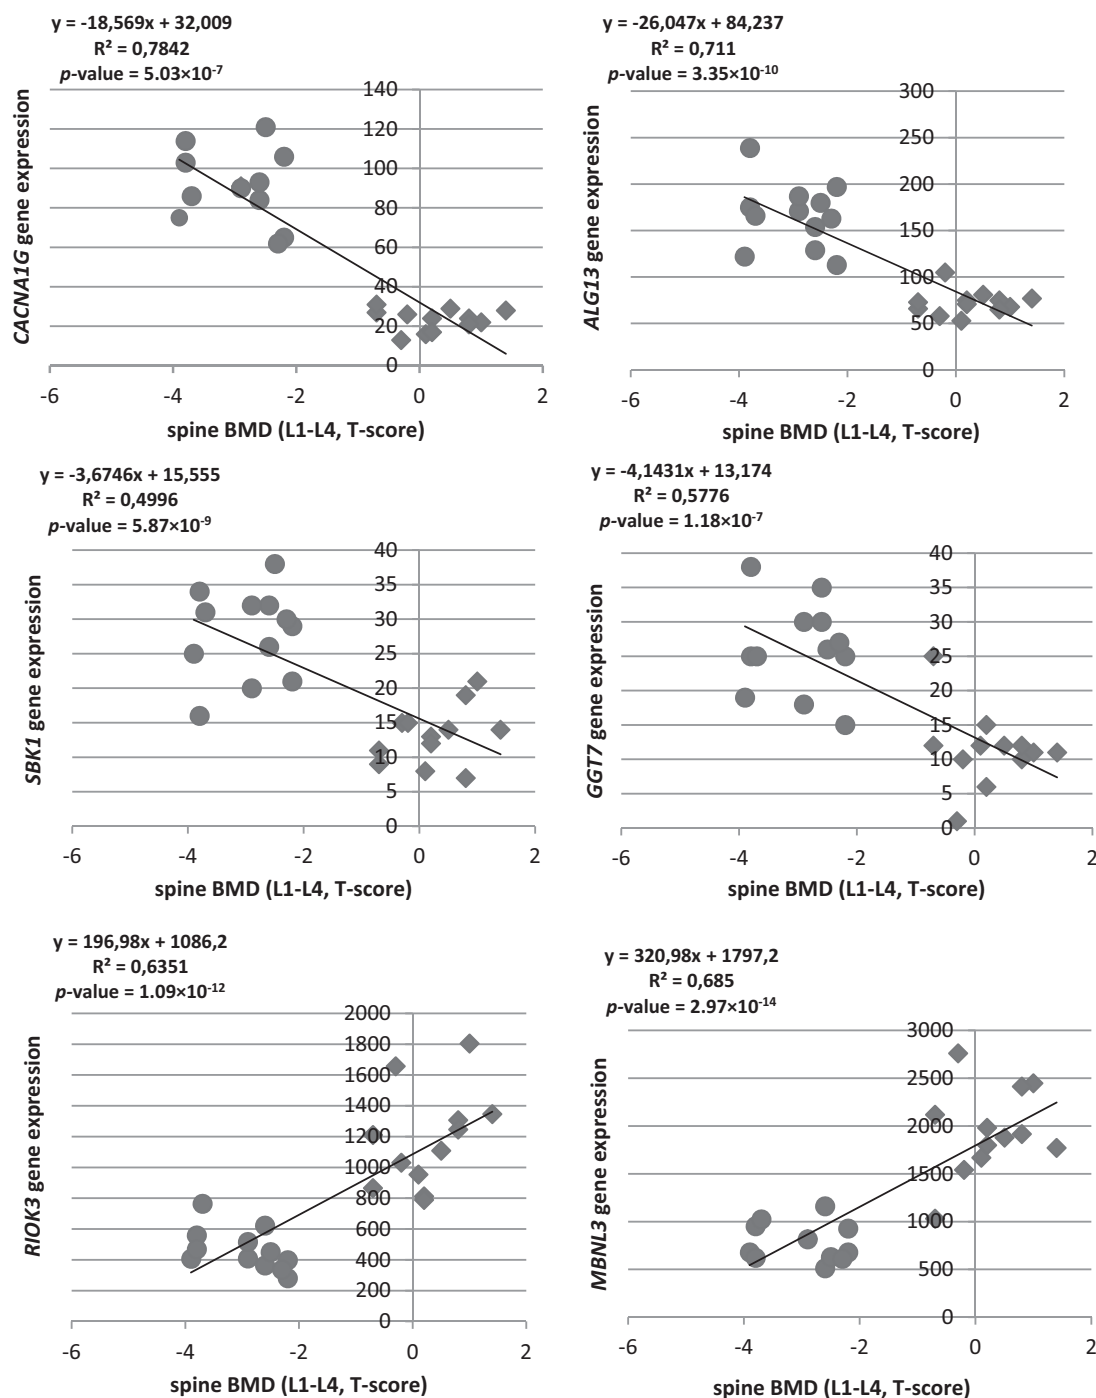 y = -18,569x + 32,009
R² = 0,7842
p-value = 5.03×10⁻⁷
CACNA1G gene expression
140
120
100
80
60
40
20
0
-6 -4 -2 0 2
spine BMD (L1-L4, T-score)
y = -26,047x + 84,237
R² = 0,711
p-value = 3.35×10⁻¹⁰
ALG13 gene expression
300
250
200
150
100
50
0
-6 -4 -2 0 2
spine BMD (L1-L4, T-score)
y = -3,6746x + 15,555
R² = 0,4996
p-value = 5.87×10⁻⁹
SBK1 gene expression
40
35
30
25
20
15
10
5
0
-6 -4 -2 0 2
spine BMD (L1-L4, T-score)
y = -4,1431x + 13,174
R² = 0,5776
p-value = 1.18×10⁻⁷
GGT7 gene expression
40
35
30
25
20
15
10
5
0
-6 -4 -2 0 2
spine BMD (L1-L4, T-score)
y = 196,98x + 1086,2
R² = 0,6351
p-value = 1.09×10⁻¹²
RIOK3 gene expression
2000
1800
1600
1400
1200
1000
800
600
400
200
0
-6 -4 -2 0 2
spine BMD (L1-L4, T-score)
y = 320,98x + 1797,2
R² = 0,685
p-value = 2.97×10⁻¹⁴
MBNL3 gene expression
3000
2500
2000
1500
1000
500
0
-6 -4 -2 0 2
spine BMD (L1-L4, T-score)